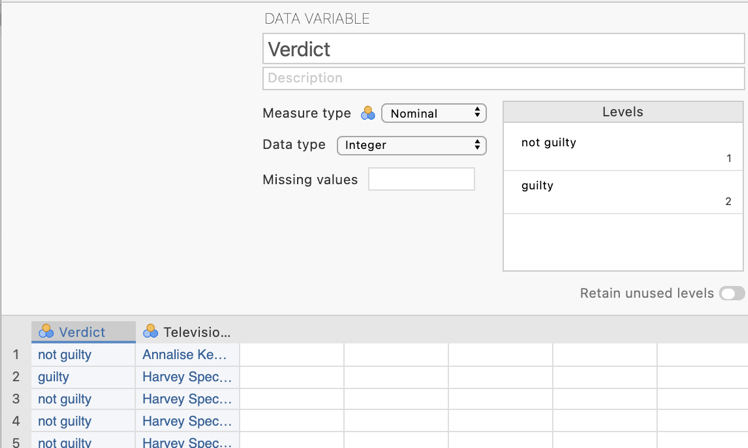 DATA VARIABLE
Verdict
Description
Measure type Nominal
Data type Integer
Missing values
Levels
not guilty
1
guilty
2
Retain unused levels
Verdict Televisio...
1 not guilty Annalise Ke...
2 guilty Harvey Spec...
3 not guilty Harvey Spec...
4 not guilty Harvey Spec...
5 not guilty Harvey Spec...